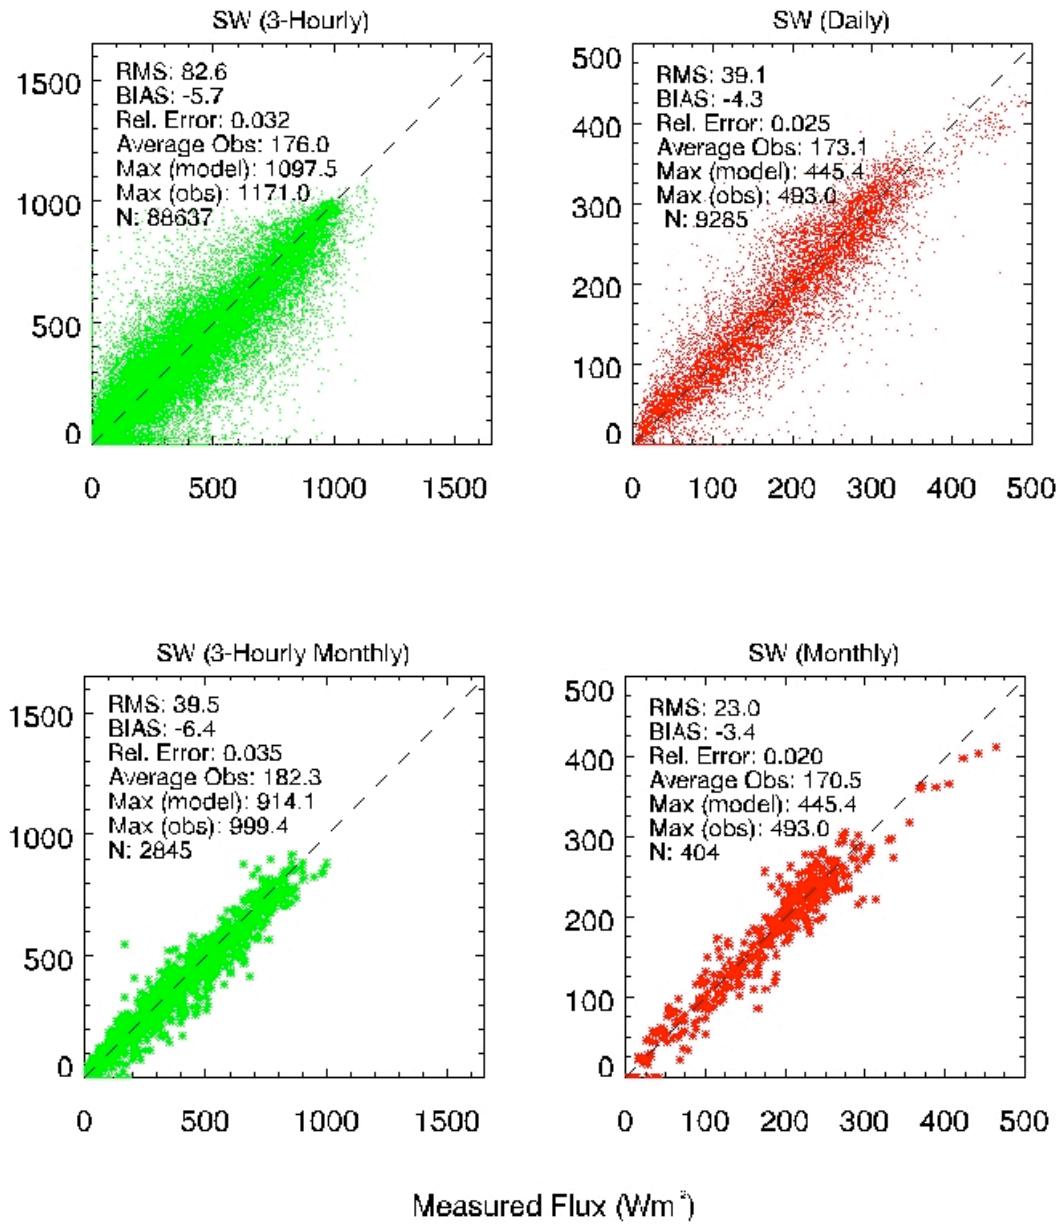 SW (3-Hourly)
1500
1000
500
0
RMS: 82.6
BIAS: -5.7
Rel. Error: 0.032
Average Obs: 176.0
Max (model): 1097.5
Max (obs): 1171.0
N: 88637
0 500 1000 1500
SW (Daily)
500
400
300
200
100
0
RMS: 39.1
BIAS: -4.3
Rel. Error: 0.025
Average Obs: 173.1
Max (model): 445.4
Max (obs): 493.0
N: 9285
0 100 200 300 400 500
SW (3-Hourly Monthly)
1500
1000
500
0
RMS: 39.5
BIAS: -6.4
Rel. Error: 0.035
Average Obs: 182.3
Max (model): 914.1
Max (obs): 999.4
N: 2845
0 500 1000 1500
SW (Monthly)
500
400
300
200
100
0
RMS: 23.0
BIAS: -3.4
Rel. Error: 0.020
Average Obs: 170.5
Max (model): 445.4
Max (obs): 493.0
N: 404
0 100 200 300 400 500
Measured Flux (Wm⁻²)